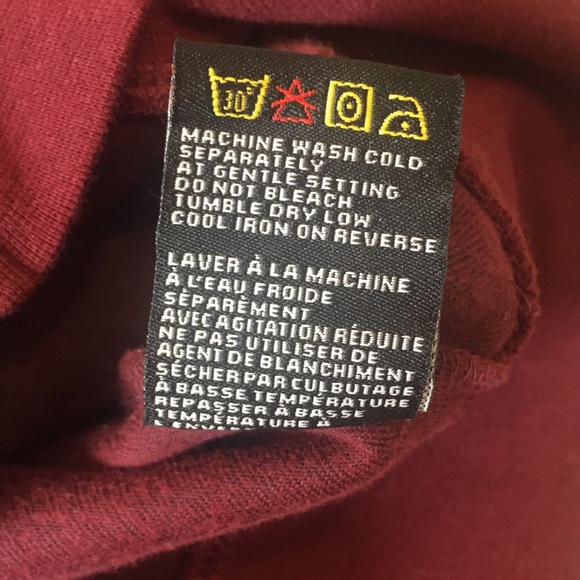 30°
MACHINE WASH COLD
SEPARATELY
AT GENTLE SETTING
DO NOT BLEACH
TUMBLE DRY LOW
COOL IRON ON REVERSE
LAVER À LA MACHINE
À L'EAU FROIDE
SÉPARÉMENT
AVEC AGITATION RÉDUITE
NE PAS UTILISER DE
AGENT DE BLANCHIMENT
SÉCHER PAR CULBUTAGE
À BASSE TEMPÉRATURE
REPASSER À BASSE
TEMPÉRATURE À